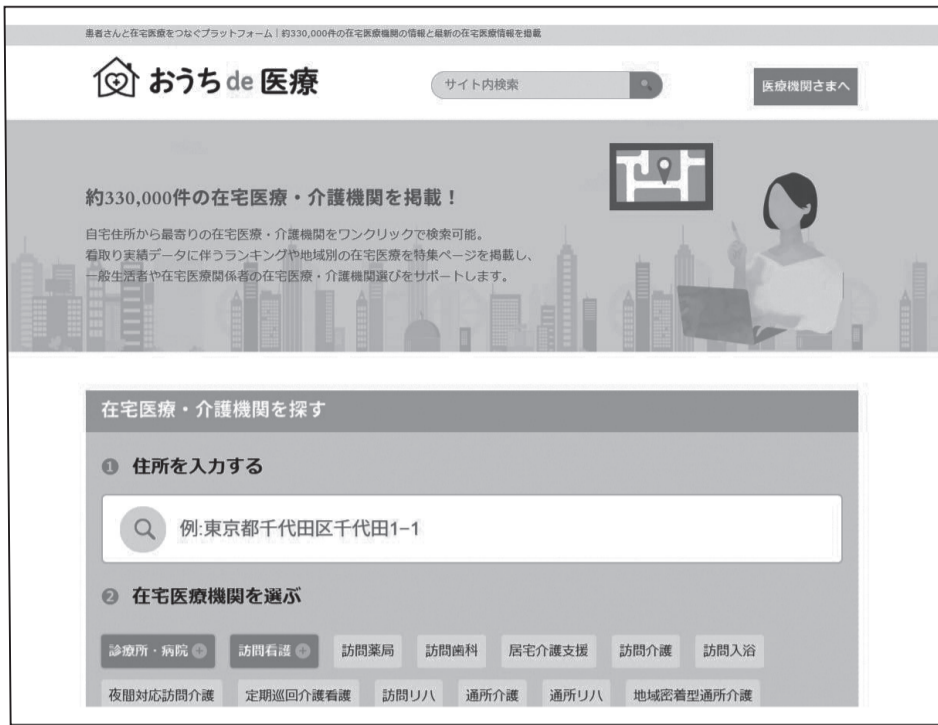 患者さんと在宅医療をつなぐプラットフォーム｜約330,000件の在宅医療機関の情報と最新の在宅医療情報を掲載
おうちde医療
サイト内検索
医療機関さまへ
約330,000件の在宅医療・介護機関を掲載！
自宅住所から最寄りの在宅医療・介護機関をワンクリックで検索可能。
看取り実績データに伴うランキングや地域別の在宅医療を特集ページを掲載し、
一般生活者や在宅医療関係者の在宅医療・介護機関選びをサポートします。
在宅医療・介護機関を探す
1 住所を入力する
例:東京都千代田区千代田1−1
2 在宅医療機関を選ぶ
診療所・病院 + 訪問看護 + 訪問薬局 訪問歯科 居宅介護支援 訪問介護 訪問入浴
夜間対応訪問介護 定期巡回介護看護 訪問リハ 通所介護 通所リハ 地域密着型通所介護